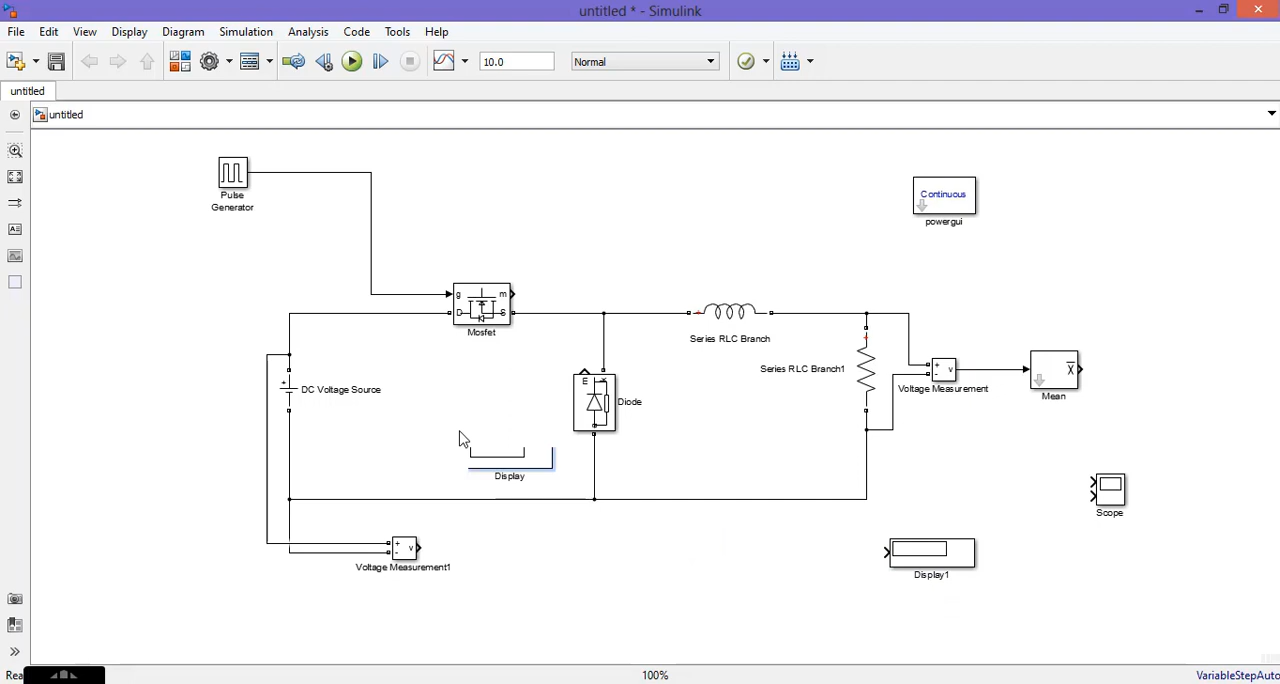 untitled * - Simulink
File Edit View Display Diagram Simulation Analysis Code Tools Help
10.0 Normal
untitled
untitled
Pulse
Generator
Continuous
powergui
g m
D S
Mosfet
Series RLC Branch
Series RLC Branch1
+
- v
Voltage Measurement
X
Mean
+
DC Voltage Source
Diode
Display
Scope
+
- v
Voltage Measurement1
Display1
Rea
100%
VariableStepAuto